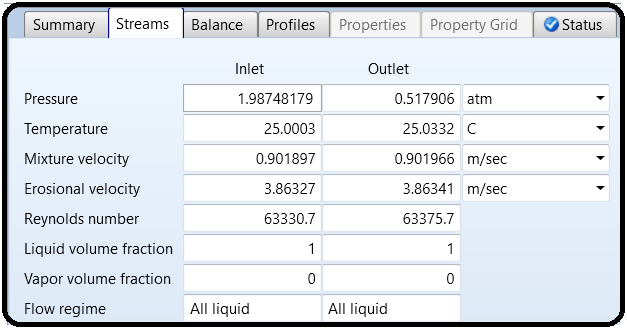 Summary Streams Balance Profiles Properties Property Grid Status
Inlet Outlet
Pressure 1.98748179 0.517906 atm
Temperature 25.0003 25.0332 C
Mixture velocity 0.901897 0.901966 m/sec
Erosional velocity 3.86327 3.86341 m/sec
Reynolds number 63330.7 63375.7
Liquid volume fraction 1 1
Vapor volume fraction 0 0
Flow regime All liquid All liquid